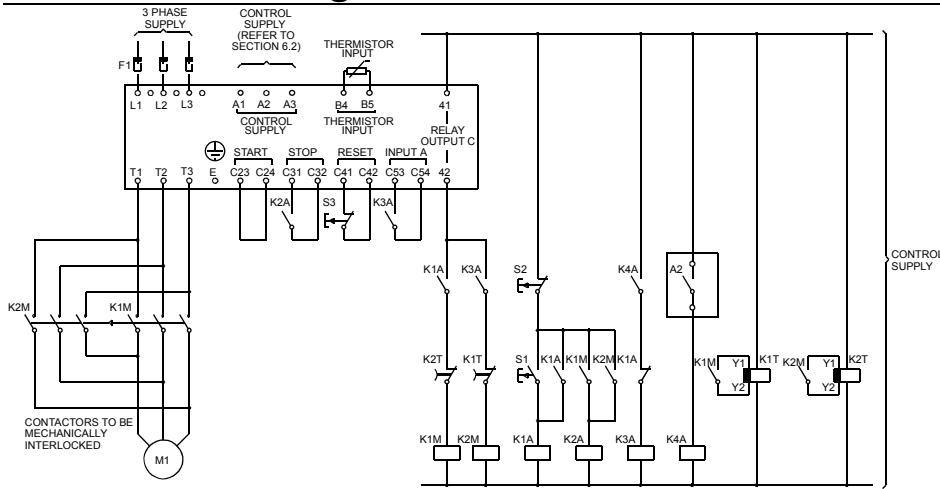 3 PHASE
SUPPLY
CONTROL
SUPPLY
(REFER TO
SECTION 6.2)
THERMISTOR
INPUT
F1
L1 L2 L3 A1 A2 A3 B4 B5 41
CONTROL
SUPPLY
THERMISTOR
INPUT
RELAY
OUTPUT C
START STOP RESET INPUT A
T1 T2 T3 E C23 C24 C31 C32 C41 C42 C53 C54 42
K2A S3 K3A
CONTROL
SUPPLY
K1A K3A S2 K4A A2
K2M K1M
K2T K1T S1 K1A K1M K2M K1A K1M Y1 K1T K2M Y1 K2T
Y2 Y2
CONTACTORS TO BE
MECHANICALLY
INTERLOCKED
M1
K1M K2M K1A K2A K3A K4A